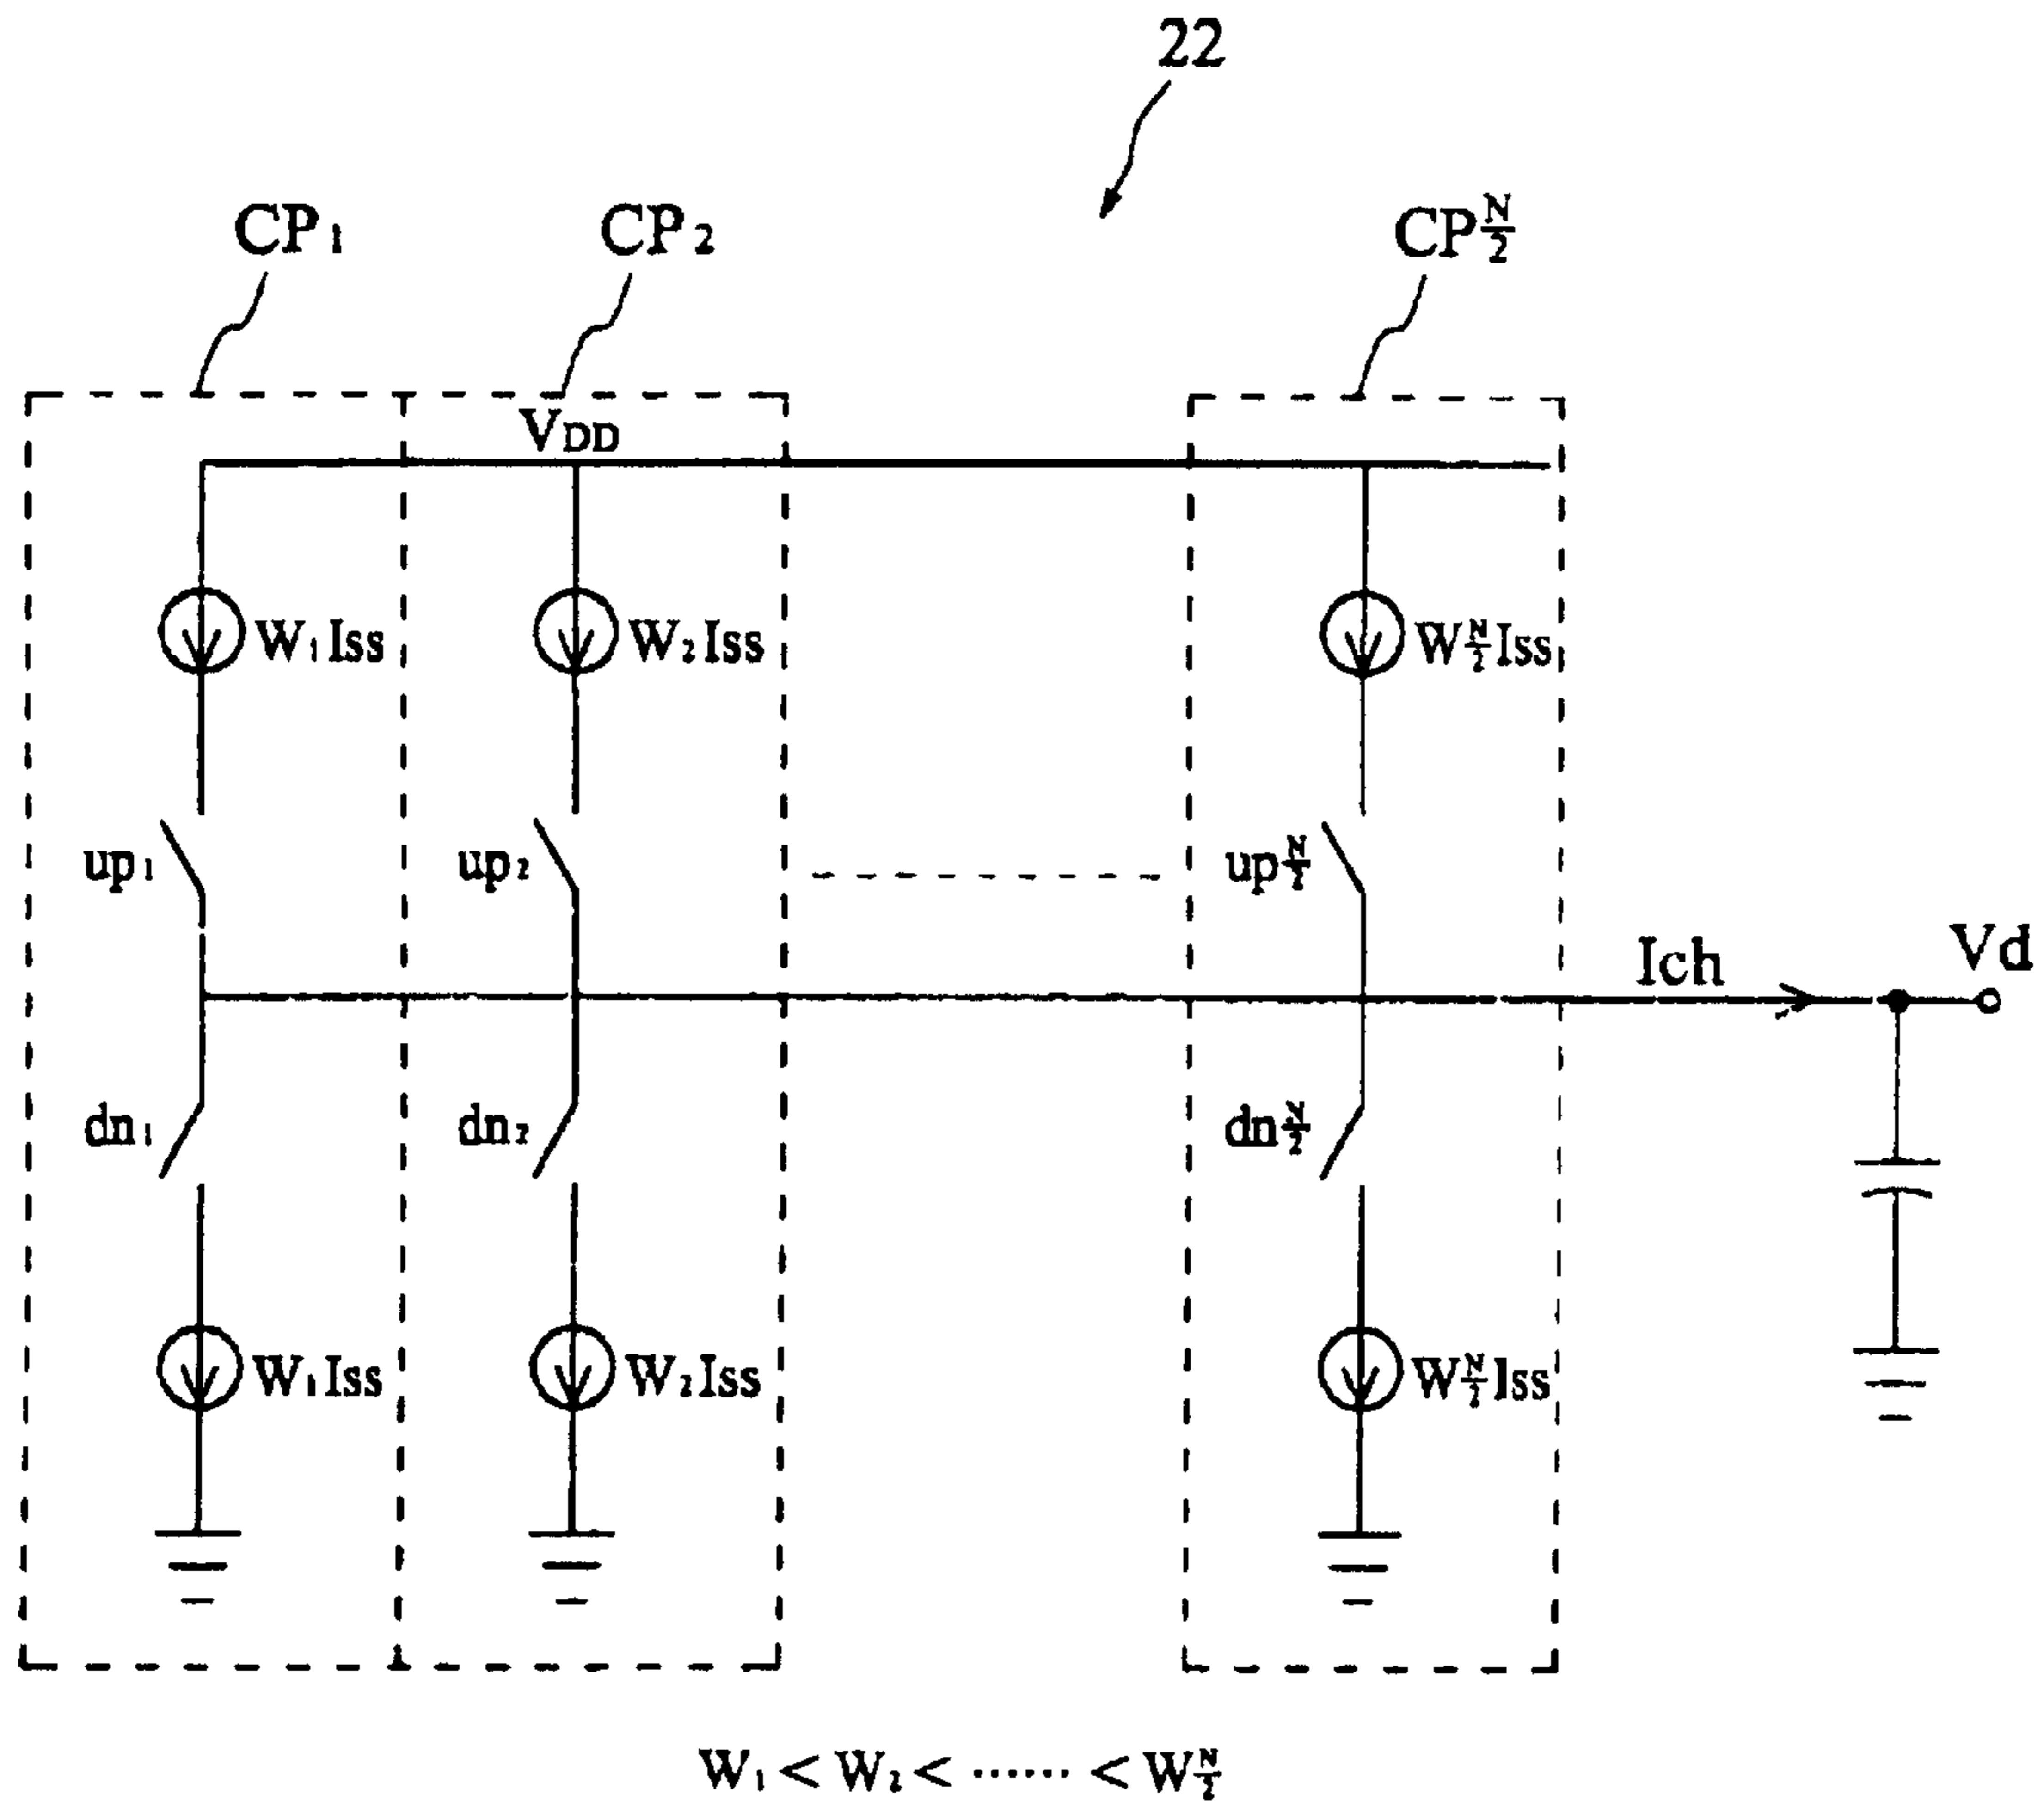 22
CP1 CP2 CPN/2
VDD
W1Iss W2Iss WN/2Iss
up1 up2 upN/2
Ich Vd
dn1 dn2 dnN/2
W1Iss W2Iss WN/2Iss
W1 < W2 < ...... < WN/2